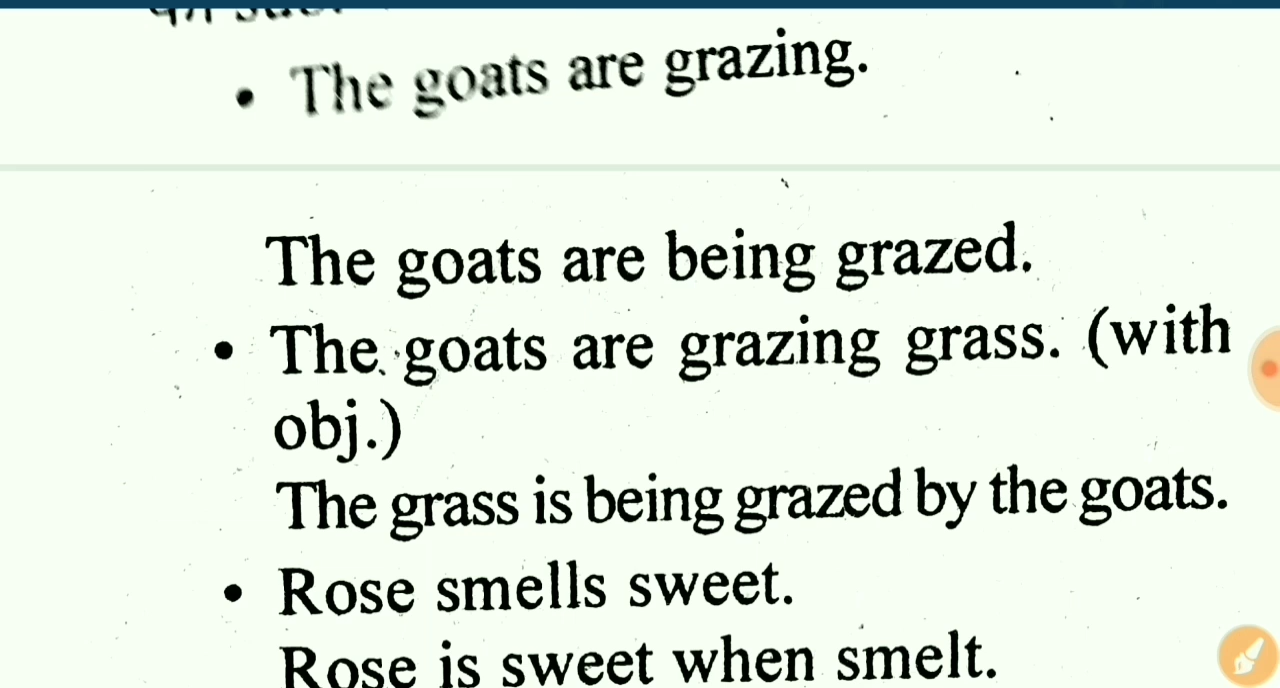 • The goats are grazing.
The goats are being grazed.
• The goats are grazing grass. (with
obj.)
The grass is being grazed by the goats.
• Rose smells sweet.
Rose is sweet when smelt.